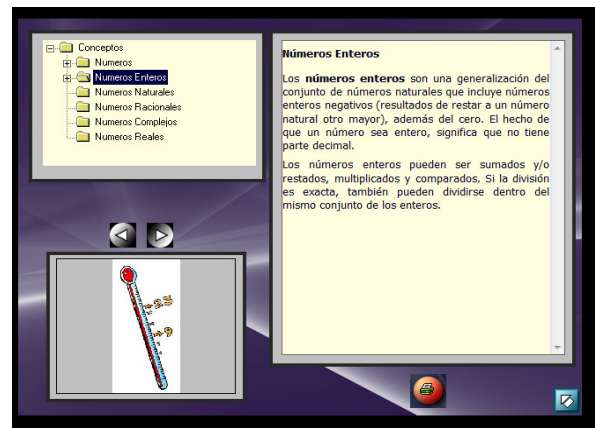 Conceptos
Numeros
Numeros Enteros
Numeros Naturales
Numeros Racionales
Numeros Complejos
Numeros Reales
Números Enteros
Los números enteros son una generalización del
conjunto de números naturales que incluye números
enteros negativos (resultados de restar a un número
natural otro mayor), además del cero. El hecho de
que un número sea entero, significa que no tiene
parte decimal.
Los números enteros pueden ser sumados y/o
restados, multiplicados y comparados. Si la división
es exacta, también pueden dividirse dentro del
mismo conjunto de los enteros.